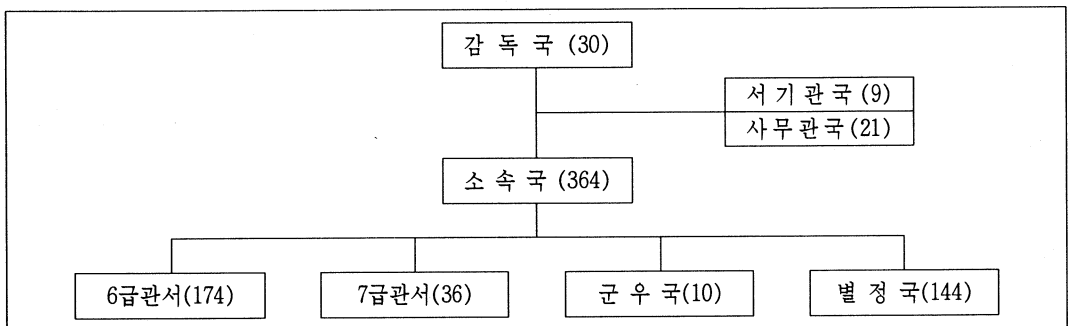 감 독 국 (30)
서 기 관 국 (9)
사 무 관 국 (21)
소 속 국 (364)
6급관서(174)
7급관서(36)
군 우 국(10)
별 정 국(144)